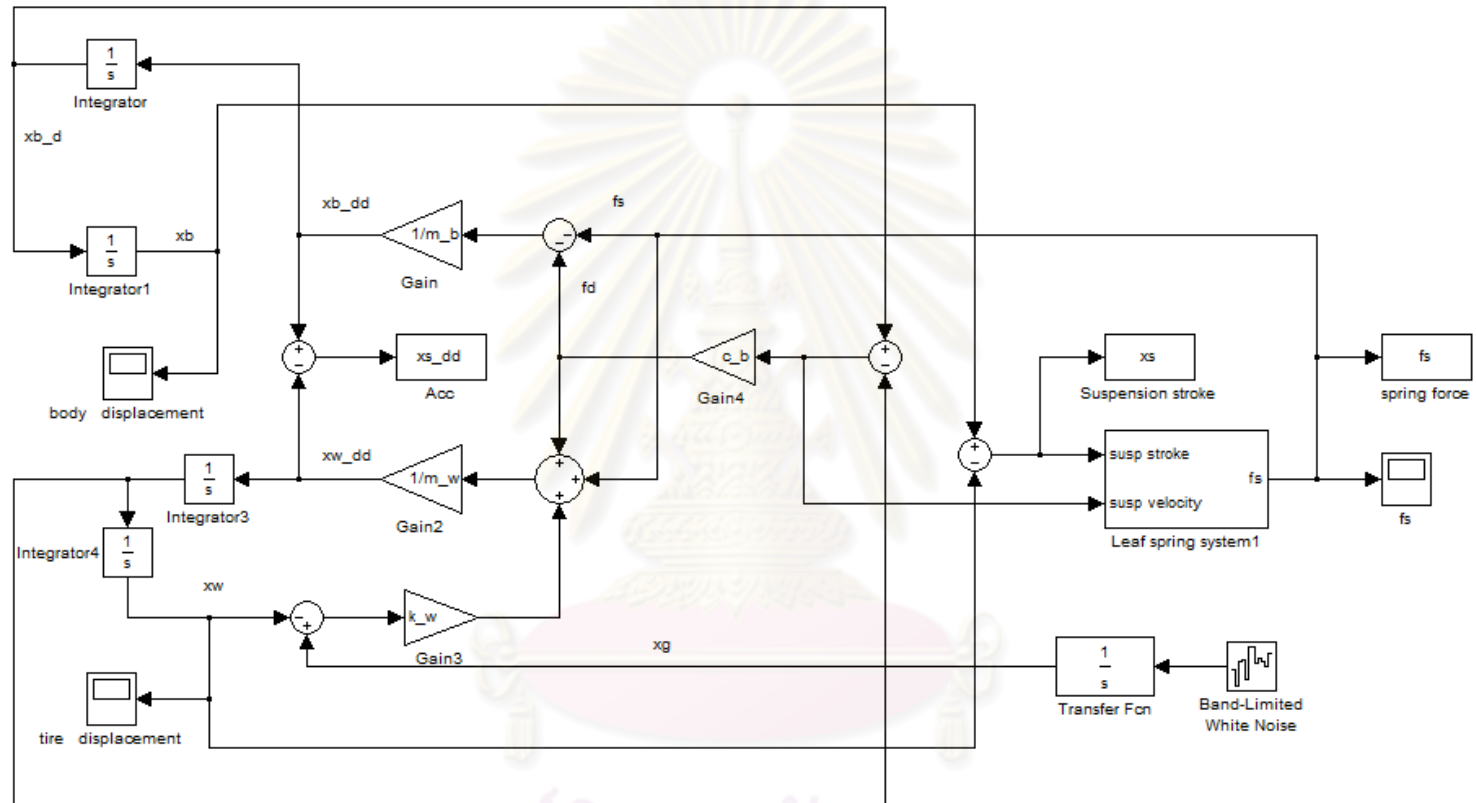 1
s
Integrator
xb_d
xb_dd
fs
1/m_b
Gain
xb
1
s
Integrator1
fd
+
-
xs_dd
Acc
c_b
Gain4
+
-
xs
Suspension stroke
fs
spring force
body displacement
xw_dd
1/m_w
Gain2
+
+
+
+
-
susp stroke
susp velocity
fs
Leaf spring system1
fs
1
s
Integrator3
Integrator4
1
s
xw
-
+
k_w
Gain3
xg
1
s
Transfer Fcn
Band-Limited
White Noise
tire displacement